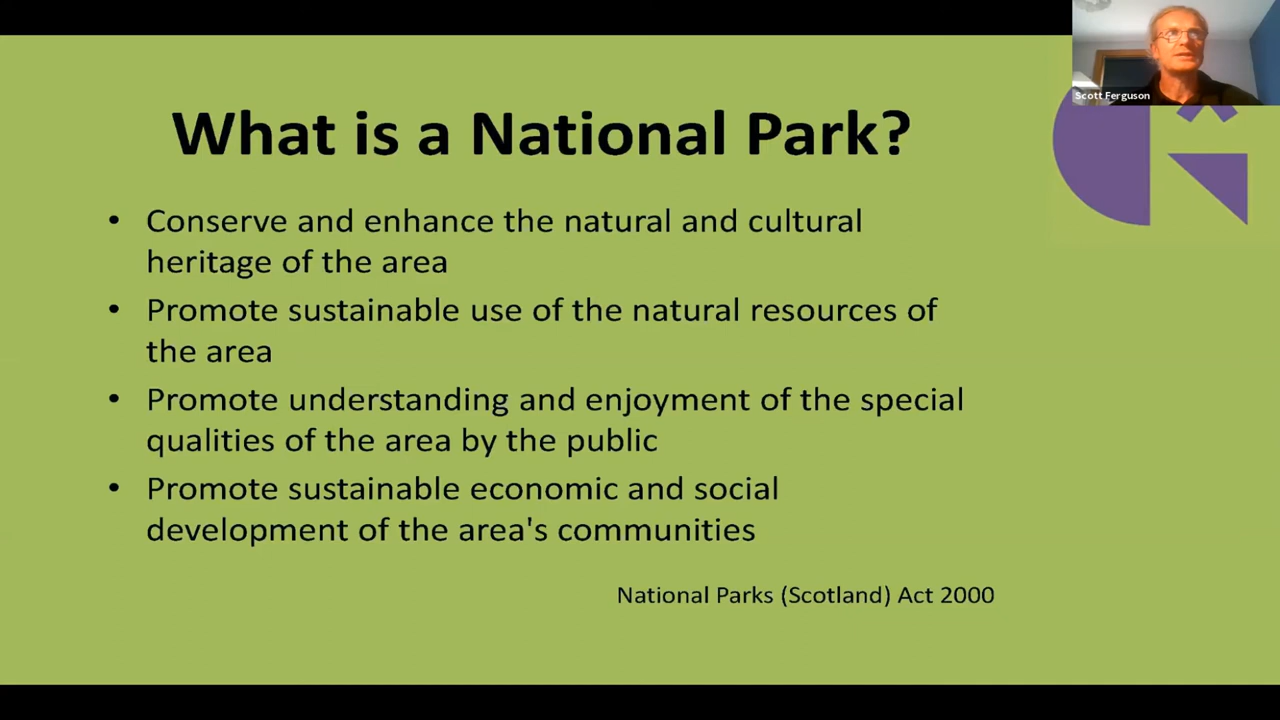 Scott Ferguson
What is a National Park?
• Conserve and enhance the natural and cultural
heritage of the area
• Promote sustainable use of the natural resources of
the area
• Promote understanding and enjoyment of the special
qualities of the area by the public
• Promote sustainable economic and social
development of the area's communities
National Parks (Scotland) Act 2000